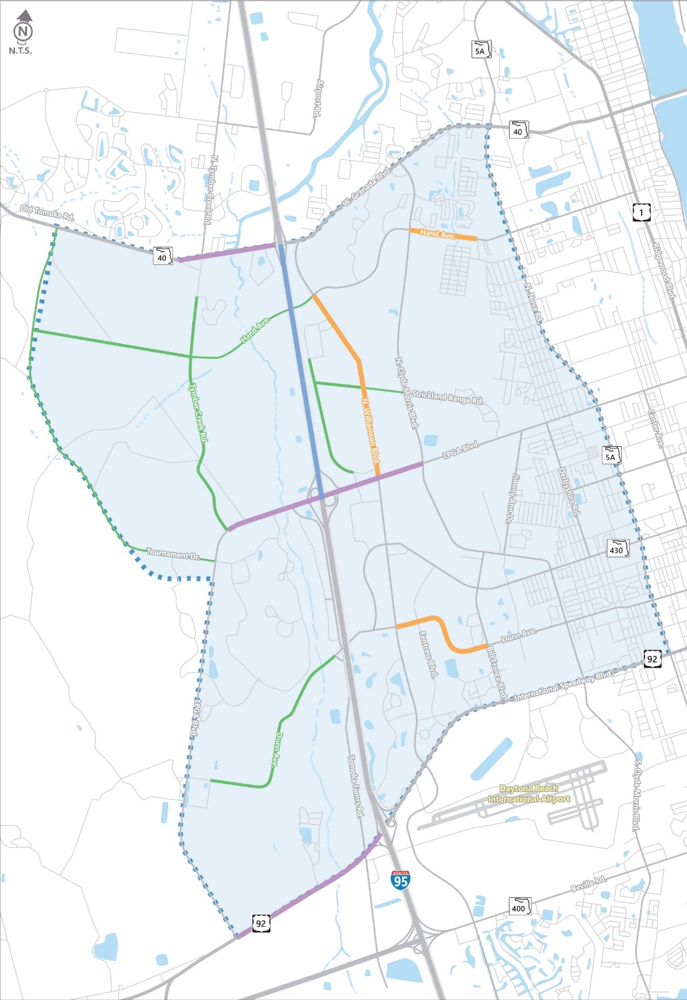 N
N.T.S.
5A
Airport Rd.
40
N. Tymber Creek Rd.
W. Granada Blvd.
Old Tomoka Rd.
1
Hand Ave.
40
Ridgewood Blvd.
N. Nova Rd.
Hand Ave.
N. Clyde Morris Blvd.
Strickland Range Rd.
Tymber Creek Rd.
N. Williamson Blvd.
Center Ave.
LPGA Blvd.
5A
Derbyshire Rd.
Jimmy Ann Dr.
430
Tournament Dr.
Dunn Ave.
Fentress Blvd.
Bill France Blvd.
92
International Speedway Blvd.
LPGA Blvd.
Dunn Ave.
Tomoka Famrs Rd.
S. Clyde Morris Blvd.
Daytona Beach
International Airport
INTERSTATE
95
Beville Rd.
400
92